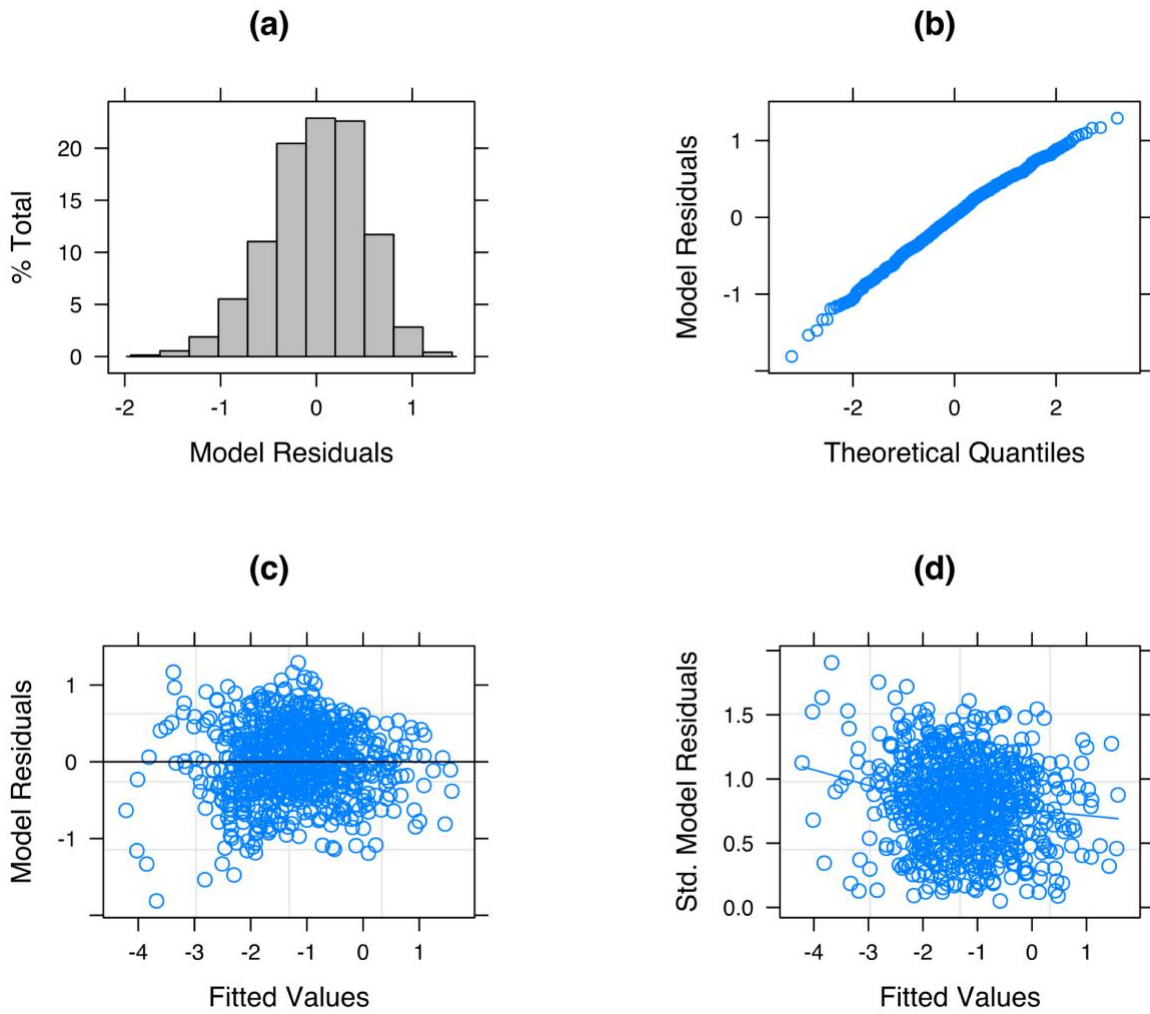 (a)
% Total
20
15
10
5
0
-2 -1 0 1
Model Residuals
(b)
Model Residuals
1
0
-1
-2 0 2
Theoretical Quantiles
(c)
Model Residuals
1
0
-1
-4 -3 -2 -1 0 1
Fitted Values
(d)
Std. Model Residuals
1.5
1.0
0.5
0.0
-4 -3 -2 -1 0 1
Fitted Values